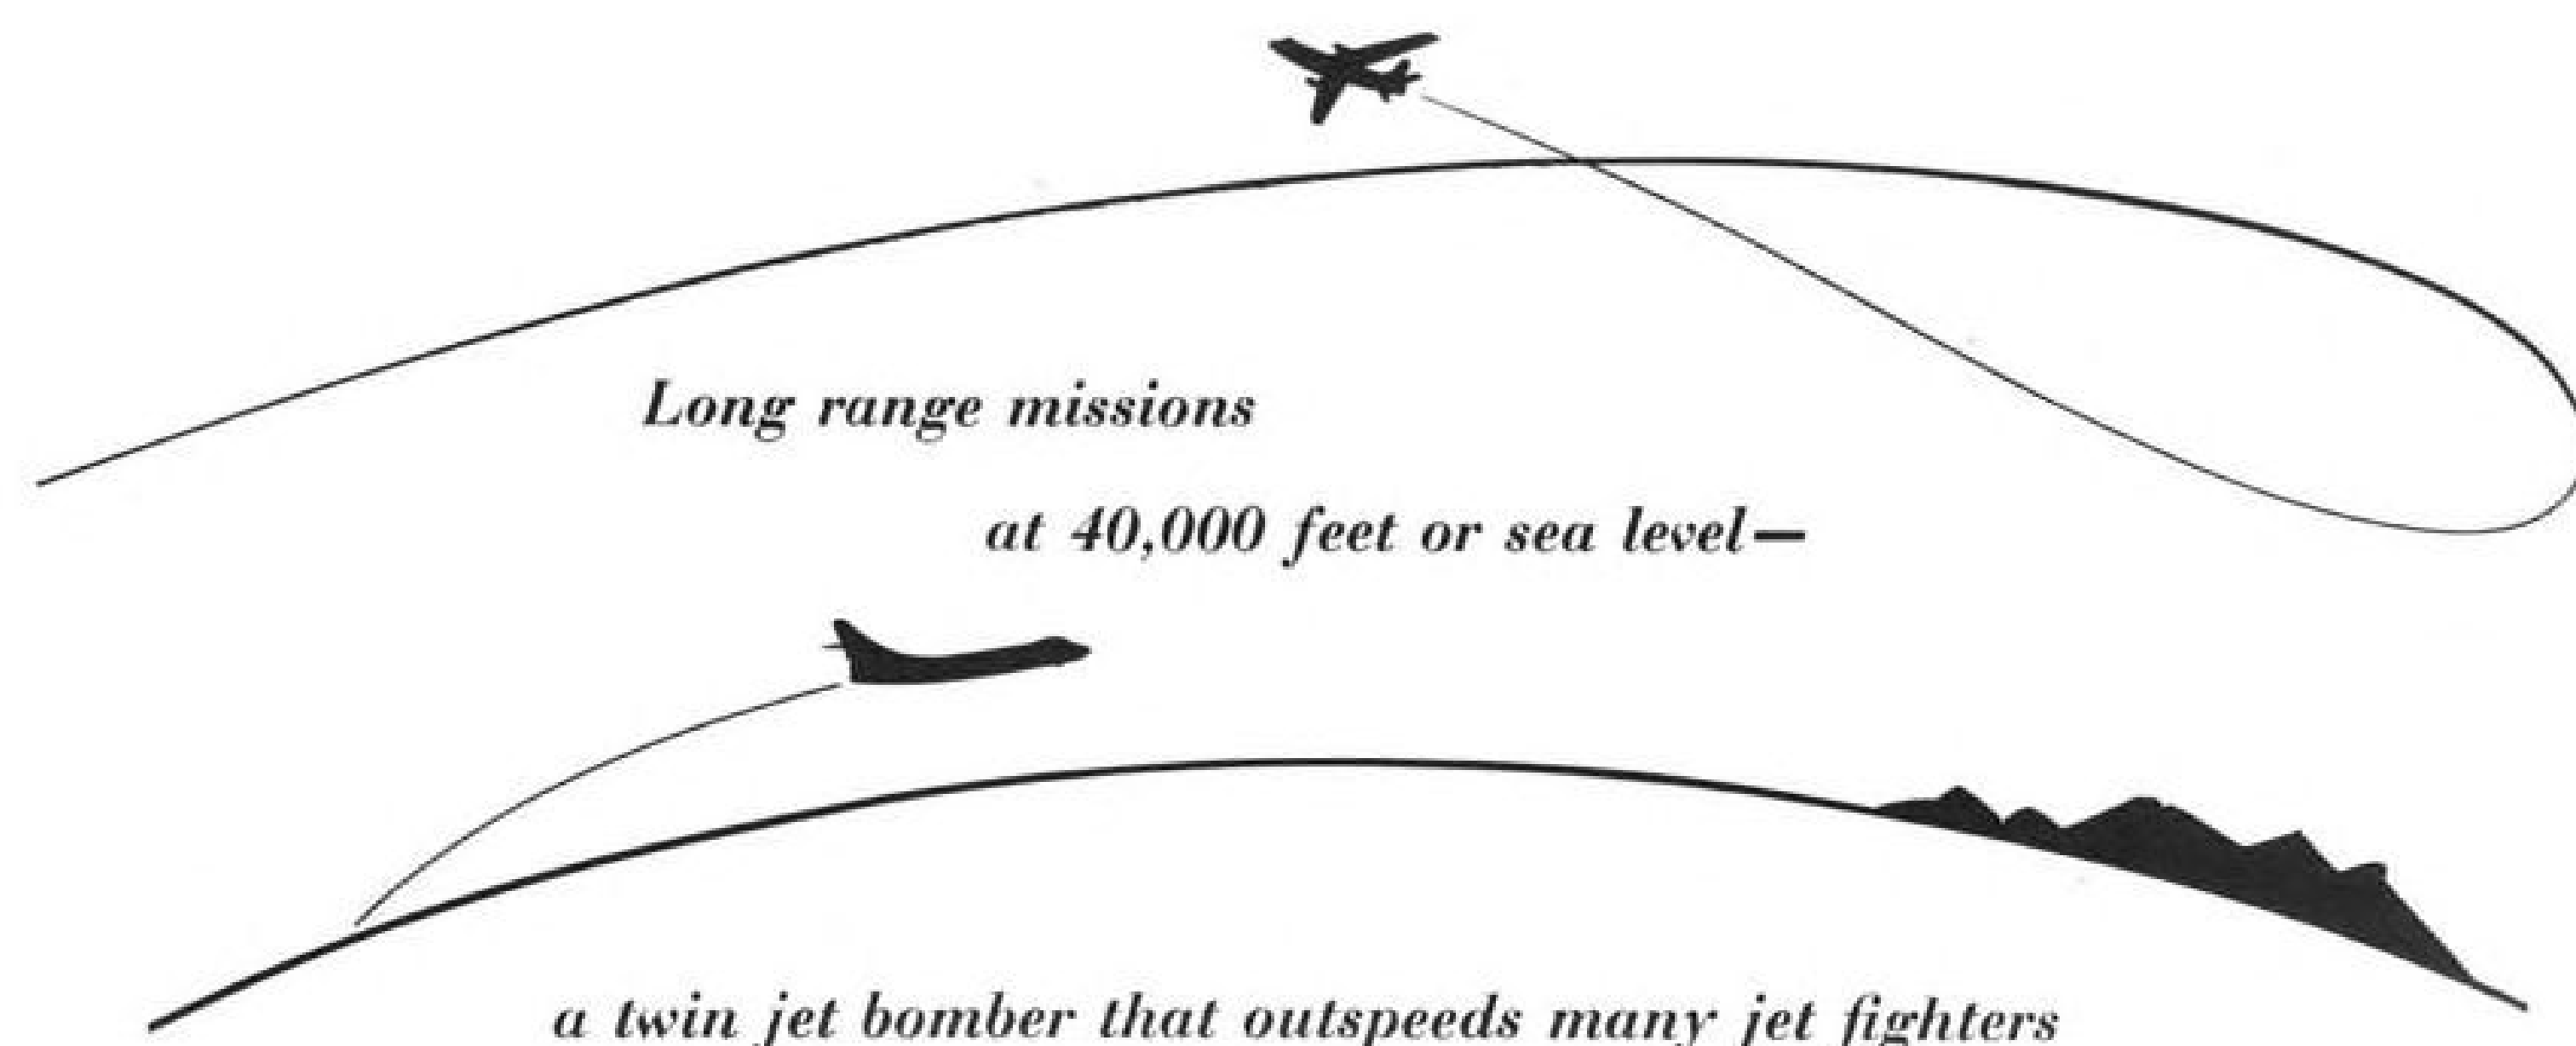 Long range missions
at 40,000 feet or sea level—
a twin jet bomber that outspeeds many jet fighters